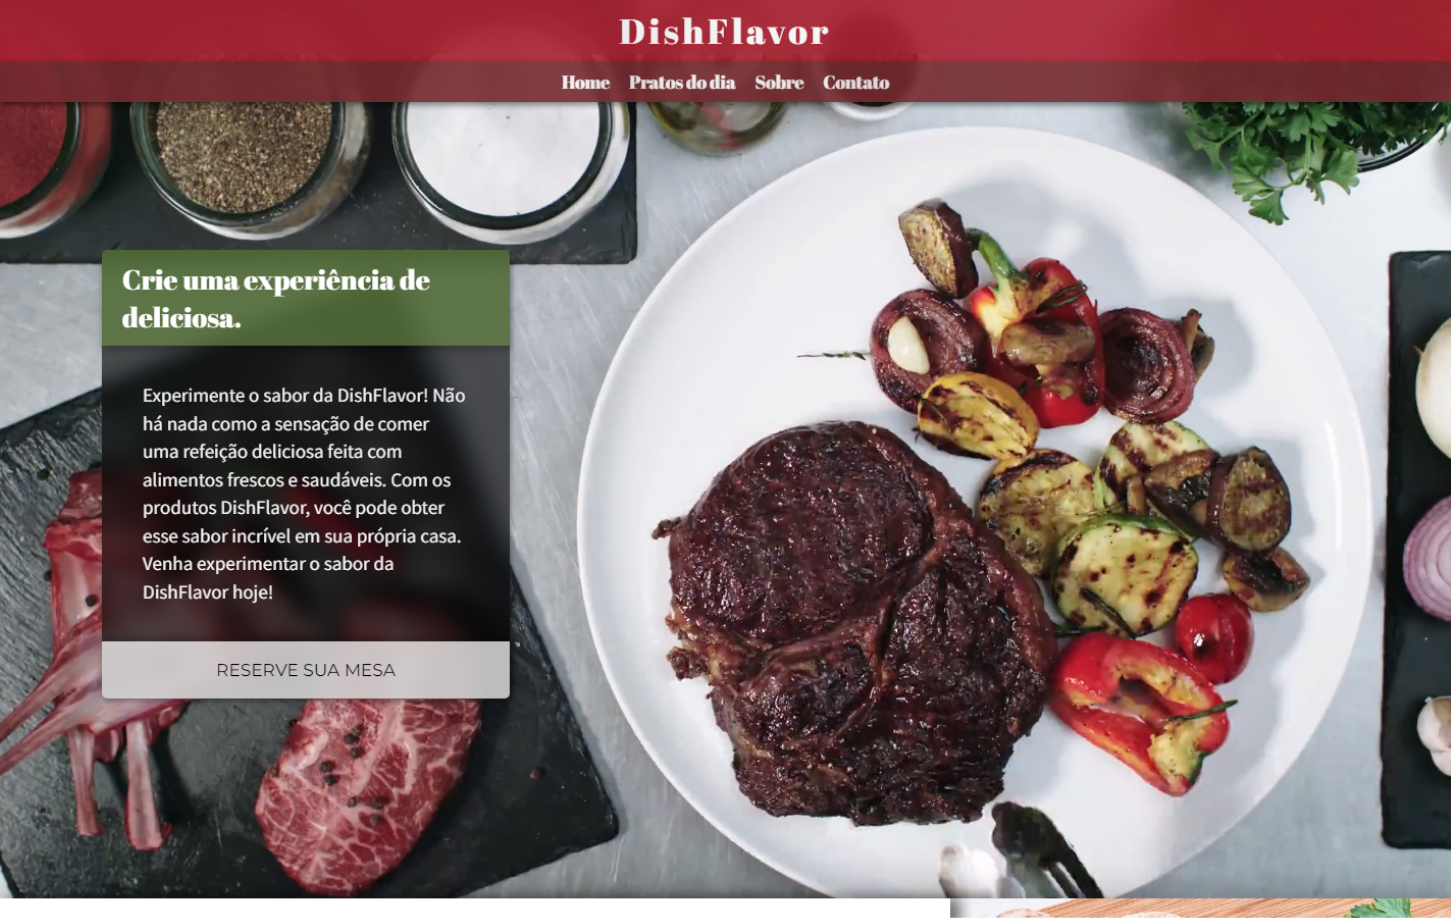 DishFlavor
Home Pratos do dia Sobre Contato
Crie uma experiência de
deliciosa.
Experimente o sabor da DishFlavor! Não
há nada como a sensação de comer
uma refeição deliciosa feita com
alimentos frescos e saudáveis. Com os
produtos DishFlavor, você pode obter
esse sabor incrível em sua própria casa.
Venha experimentar o sabor da
DishFlavor hoje!
RESERVE SUA MESA